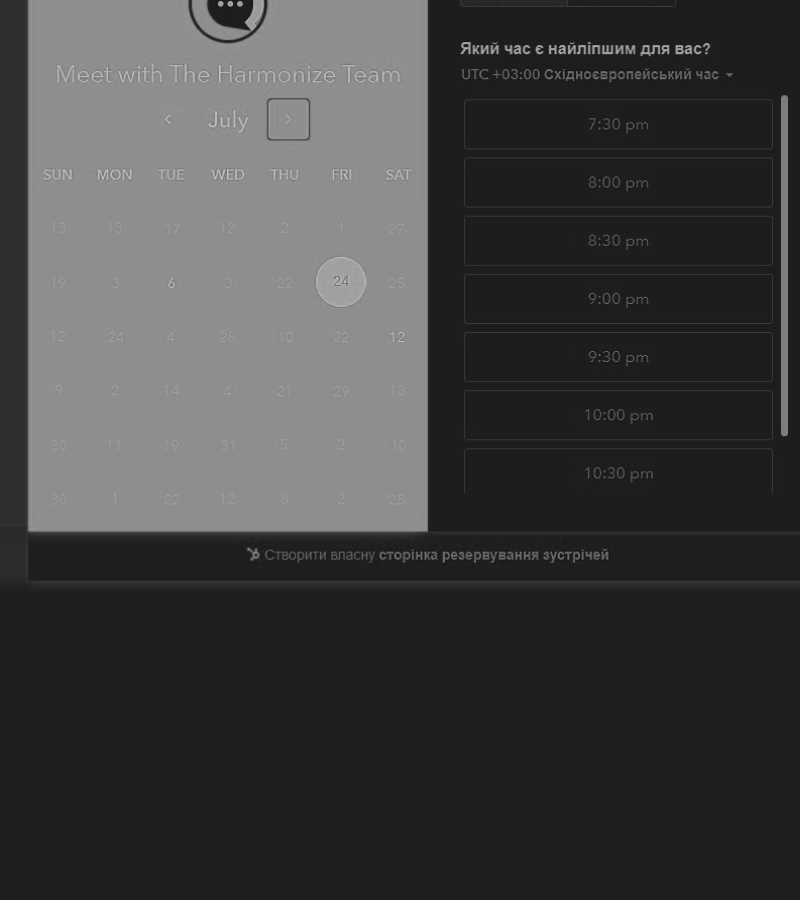 Meet with The Harmonize Team
July
SUN MON TUE WED THU FRI SAT
13 13 17 12 2 1 27
19 3 6 3 22 24 25
12 24 4 28 10 22 12
9 2 14 4 21 29 13
30 11 19 31 5 2 10
30 1 22 12 8 2 25
Який час є найліпшим для вас?
UTC +03:00 Східноєвропейський час
7:30 pm
8:00 pm
8:30 pm
9:00 pm
9:30 pm
10:00 pm
10:30 pm
Створити власну сторінка резервування зустрічей